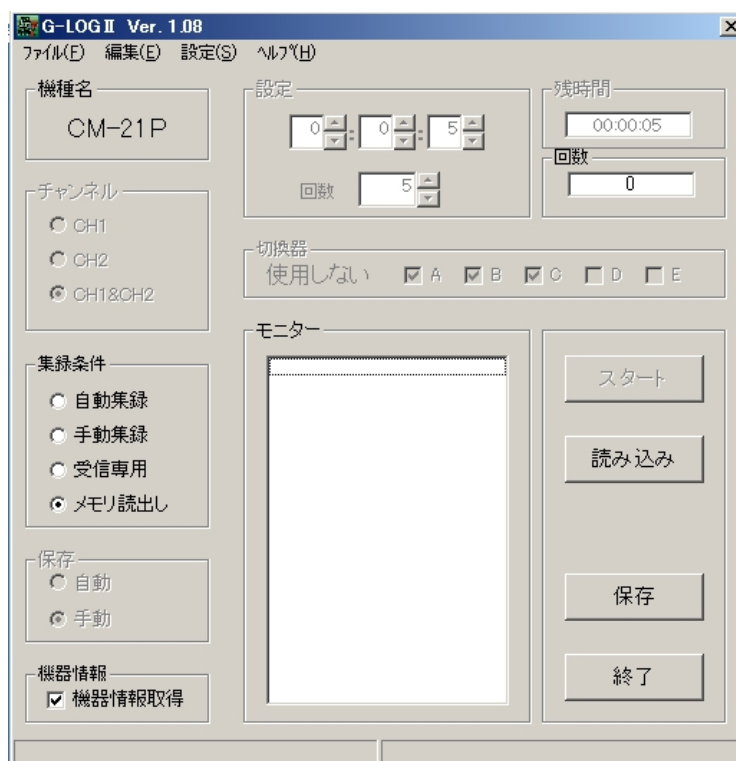 G-LOGⅡ Ver. 1.08
ファイル(F) 編集(E) 設定(S) ヘルプ(H)
機種名
CM-21P
設定
0 : 0 : 5
回数 5
残時間
00:00:05
回数
0
チャンネル
CH1
CH2
CH1&CH2
切換器
使用しない A B C D E
集録条件
自動集録
手動集録
受信専用
メモリ読出し
モニター
スタート
読み込み
保存
終了
保存
自動
手動
機器情報
機器情報取得